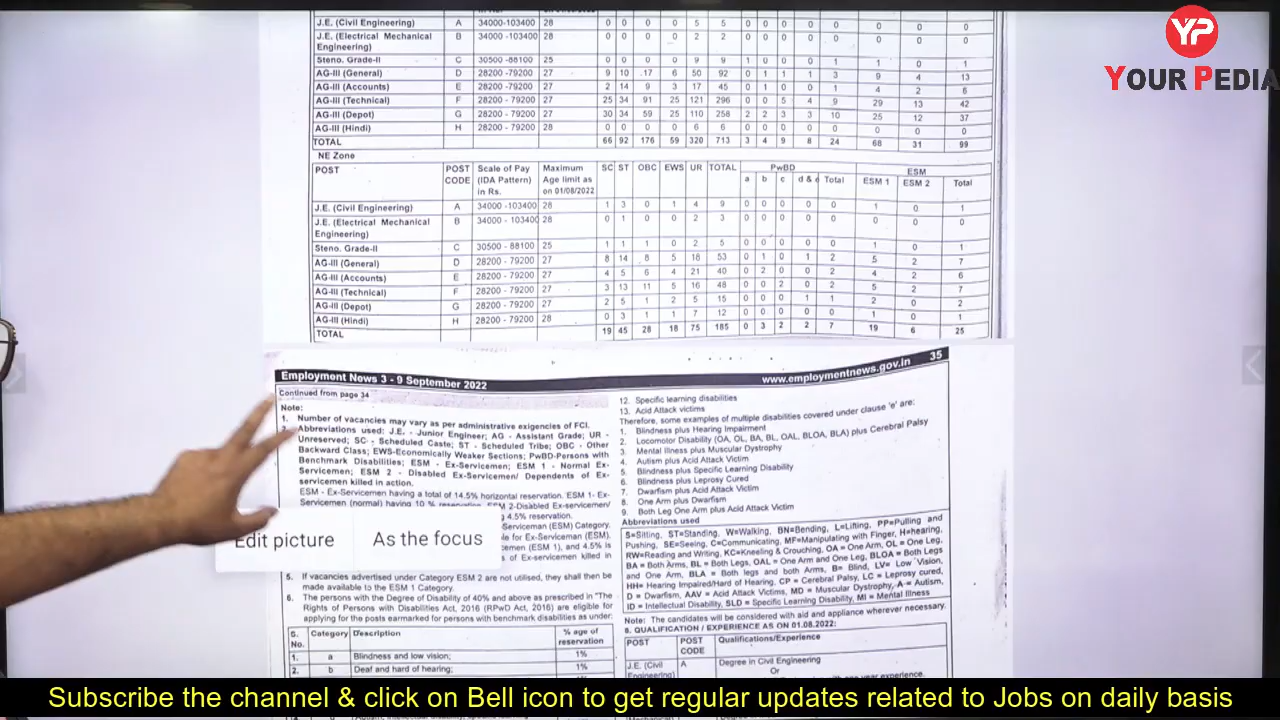 YP
YOUR PEDIA
J.E. (Civil Engineering) A 34000-103400 28 0 0 0 0 5 5 0 0 0 0 0 0 0 0
J.E. (Electrical Mechanical Engineering) B 34000 -103400 28 0 0 0 0 2 2 0 0 0 0 0 0 0 0
Steno. Grade-II C 30500 - 88100 25 0 0 0 0 9 9 1 0 0 0 1 1 0 1
AG-III (General) D 28200 -79200 27 9 10 17 6 50 92 0 1 1 1 3 9 4 13
AG-III (Accounts) E 28200 - 79200 27 2 14 9 3 17 45 0 1 0 0 1 4 2 6
AG-III (Technical) F 28200 - 79200 27 25 34 91 25 121 296 0 0 5 4 9 29 13 42
AG-III (Depot) G 28200 - 79200 27 30 34 59 25 110 258 2 2 3 3 10 25 12 37
AG-III (Hindi) H 28200 - 79200 27 0 0 0 0 6 6 0 0 0 0 0 0 0 0
TOTAL 66 92 176 59 320 713 3 4 9 8 24 68 31 99
NE Zone
POST POST CODE Scale of Pay (IDA Pattern) in Rs. Maximum Age limit as on 01/08/2022 SC ST OBC EWS UR TOTAL PwBD ESM
a b c d & e Total ESM 1 ESM 2 Total
J.E. (Civil Engineering) A 34000 -103400 28 1 3 0 1 4 9 0 0 0 0 0 1 0 1
J.E. (Electrical Mechanical Engineering) B 34000 - 103400 28 0 1 0 0 2 3 0 0 0 0 0 0 0 0
Steno. Grade-II C 30500 - 88100 25 1 1 1 0 2 5 0 0 0 0 0 1 0 1
AG-III (General) D 28200 - 79200 27 8 14 8 5 18 53 0 1 0 1 2 5 2 7
AG-III (Accounts) E 28200 - 79200 27 4 5 6 4 21 40 0 2 0 0 2 4 2 6
AG-III (Technical) F 28200 - 79200 27 3 13 11 5 16 48 0 0 2 0 2 5 2 7
AG-III (Depot) G 28200 - 79200 27 2 5 1 2 5 15 0 0 0 1 1 2 0 2
AG-III (Hindi) H 28200 - 79200 28 0 3 1 1 7 12 0 0 0 0 0 1 0 1
TOTAL 19 45 28 18 75 185 0 3 2 2 7 19 6 25
Employment News 3 - 9 September 2022 www.employmentnews.gov.in 35
Continued from page 34
Note:
1. Number of vacancies may vary as per administrative exigencies of FCI.
2. Abbreviations used: J.E. - Junior Engineer; AG - Assistant Grade; UR -
Unreserved; SC - Scheduled Caste; ST - Scheduled Tribe; OBC - Other
Backward Class; EWS-Economically Weaker Sections; PwBD-Persons with
Benchmark Disabilities; ESM - Ex-Servicemen; ESM 1 - Normal Ex-
Servicemen; ESM 2 - Disabled Ex-Servicemen/ Dependents of Ex-
servicemen killed in action.
ESM - Ex-Servicemen having a total of 14.5% horizontal reservation. ESM 1- Ex-
Servicemen (normal) having 10 % 2-Disabled Ex-servicemen/
4.5% reservation.
Serviceman (ESM) Category.
le for Ex-Serviceman
cemen (ESM 1), and 4.5% is
s of Ex-servicemen killed in
Edit picture
As the focus
5. If vacancies advertised under Category ESM 2 are not utilised, they shall then be
made available to the ESM 1 Category.
6. The persons with the Degree of Disability of 40% and above as prescribed in "The
Rights of Persons with Disabilities Act, 2016 (RPwD Act, 2016) are eligible for
applying for the posts earmarked for persons with benchmark disabilities as under:
S. No. Category Description % age of reservation
1. a Blindness and low vision; 1%
2. b Deaf and hard of hearing; 1%
12. Specific learning disabilities
13. Acid Attack victims
Therefore, some examples of multiple disabilities covered under clause 'e' are:
1. Blindness plus Hearing Impairment
2. Locomotor Disability (OA, OL, BA, BL, OAL, BLOA, BLA) plus Cerebral Palsy
3. Mental Illness plus Muscular Dystrophy
4. Autism plus Acid Attack Victim
5. Blindness plus Specific Learning Disability
6. Blindness plus Leprosy Cured
7. Dwarfism plus Acid Attack Victim
8. One Arm plus Dwarfism
9. Both Leg One Arm plus Acid Attack Victim
Abbreviations used
S=Sitting, ST=Standing, W=Walking, BN=Bending, L=Lifting, PP=Pulling and
Pushing, SE=Seeing, C=Communicating, MF=Manipulating with Finger, H=hearing,
RW=Reading and Writing, KC=Kneeling & Crouching, OA = One Arm, OL = One Leg,
BA = Both Arms, BL = Both Legs, OAL = One Arm and One Leg, BLOA = Both Legs
and One Arm, BLA = Both legs and both Arms, B= Blind, LV= Low Vision,
HH= Hearing Impaired/Hard of Hearing, CP = Cerebral Palsy, LC = Leprosy cured,
D = Dwarfism, AAV = Acid Attack Victims, MD = Muscular Dystrophy, A = Autism,
ID = Intellectual Disability, SLD = Specific Learning Disability, MI = Mental Illness
Note: The candidates will be considered with aid and appliance wherever necessary.
8. QUALIFICATION / EXPERIENCE AS ON 01.08.2022:
POST POST CODE Qualifications/Experience
J.E. (Civil Engineering) A Degree in Civil Engineering
Or
year experience.
Subscribe the channel & click on Bell icon to get regular updates related to Jobs on daily basis